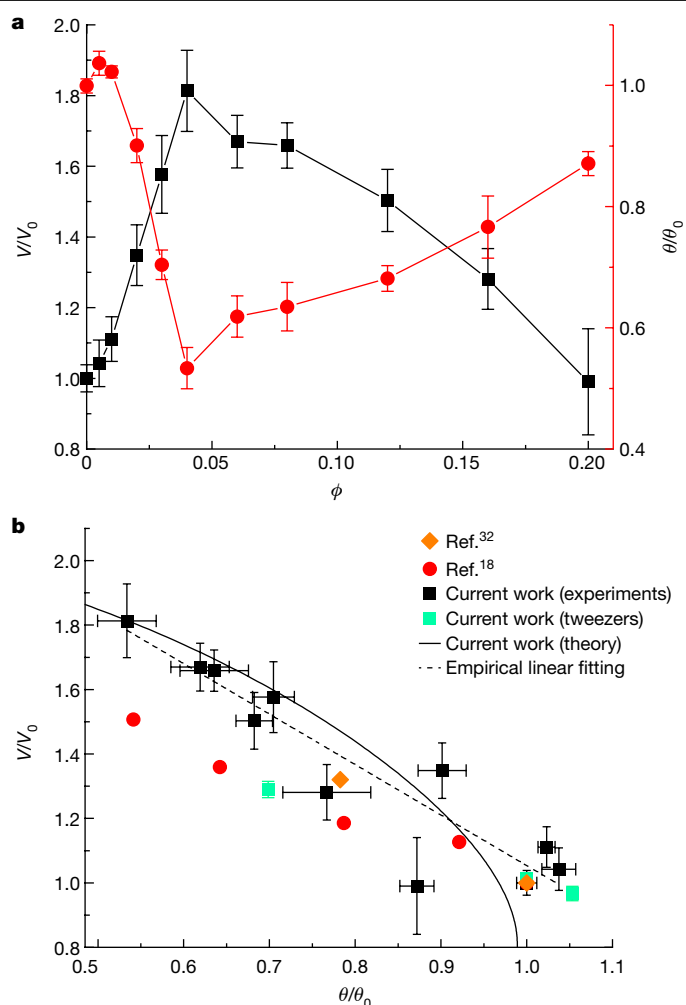 a
2.0
1.8
1.6
1.4
1.2
1.0
0.8
V/V0
1.0
0.8
0.6
0.4
θ/θ0
0
0.05
0.10
0.15
0.20
ϕ
b
Ref.32
Ref.18
Current work (experiments)
Current work (tweezers)
Current work (theory)
Empirical linear fitting
2.0
1.8
1.6
1.4
1.2
1.0
0.8
V/V0
0.5
0.6
0.7
0.8
0.9
1.0
1.1
θ/θ0